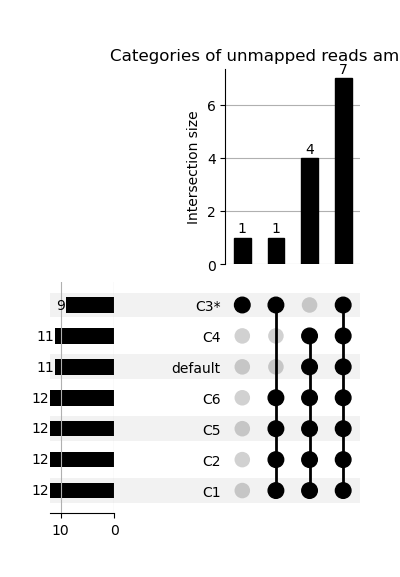 Categories of unmapped reads am
7
6
4
4
2
1
1
0
Intersection size
9
C3*
11
C4
11
default
12
C6
12
C5
12
C2
12
C1
10
0